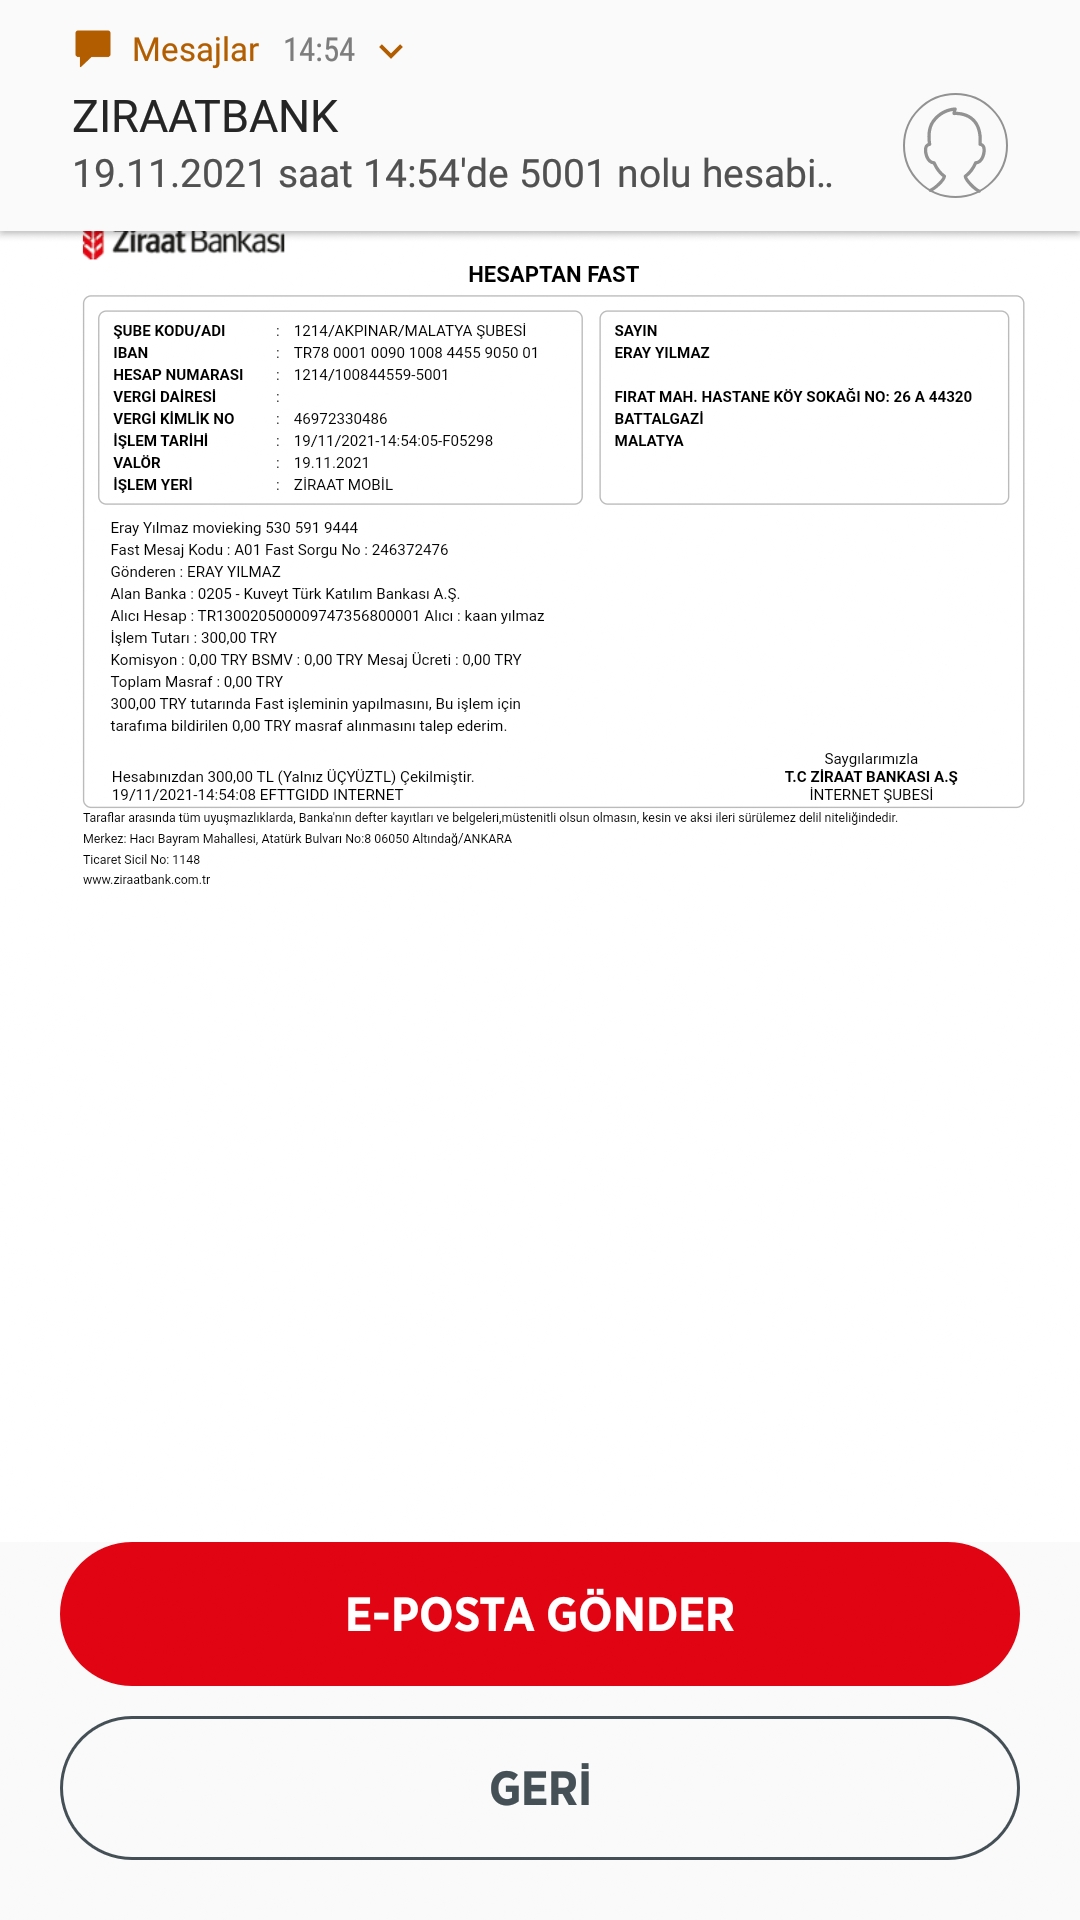 Mesajlar 14:54
ZIRAATBANK
19.11.2021 saat 14:54'de 5001 nolu hesabi..
Ziraat Bankası
HESAPTAN FAST
ŞUBE KODU/ADI : 1214/AKPINAR/MALATYA ŞUBESİ
IBAN : TR78 0001 0090 1008 4455 9050 01
HESAP NUMARASI : 1214/100844559-5001
VERGİ DAİRESİ :
VERGİ KİMLİK NO : 46972330486
İŞLEM TARİHİ : 19/11/2021-14:54:05-F05298
VALÖR : 19.11.2021
İŞLEM YERİ : ZİRAAT MOBİL
SAYIN
ERAY YILMAZ
FIRAT MAH. HASTANE KÖY SOKAĞI NO: 26 A 44320
BATTALGAZİ
MALATYA
Eray Yılmaz movieking 530 591 9444
Fast Mesaj Kodu : A01 Fast Sorgu No : 246372476
Gönderen : ERAY YILMAZ
Alan Banka : 0205 - Kuveyt Türk Katılım Bankası A.Ş.
Alıcı Hesap : TR130020500009747356800001 Alıcı : kaan yılmaz
İşlem Tutarı : 300,00 TRY
Komisyon : 0,00 TRY BSMV : 0,00 TRY Mesaj Ücreti : 0,00 TRY
Toplam Masraf : 0,00 TRY
300,00 TRY tutarında Fast işleminin yapılmasını, Bu işlem için
tarafıma bildirilen 0,00 TRY masraf alınmasını talep ederim.
Hesabınızdan 300,00 TL (Yalnız ÜÇYÜZTL) Çekilmiştir.
19/11/2021-14:54:08 EFTTGIDD INTERNET
Saygılarımızla
T.C ZİRAAT BANKASI A.Ş
İNTERNET ŞUBESİ
Taraflar arasında tüm uyuşmazlıklarda, Banka'nın defter kayıtları ve belgeleri,müstenitli olsun olmasın, kesin ve aksi ileri sürülemez delil niteliğindedir.
Merkez: Hacı Bayram Mahallesi, Atatürk Bulvarı No:8 06050 Altındağ/ANKARA
Ticaret Sicil No: 1148
www.ziraatbank.com.tr
E-POSTA GÖNDER
GERİ